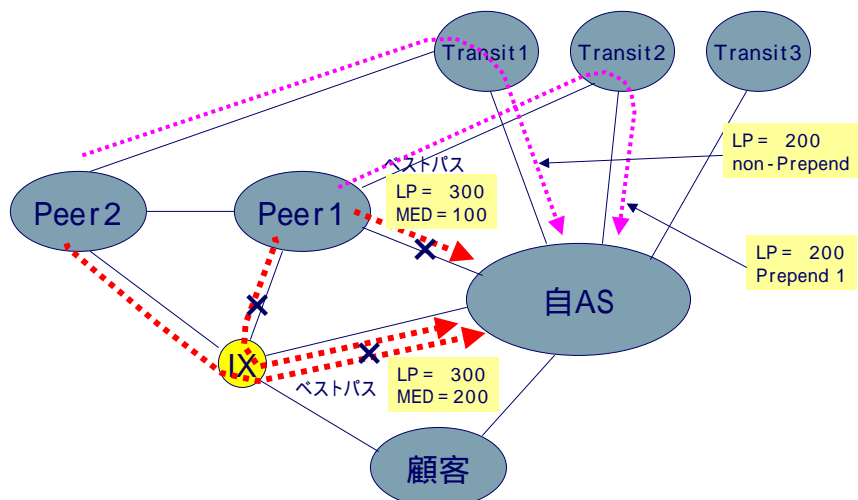 Transit1
Transit2
Transit3
LP = 200
non-Prepend
ベストパス
LP = 300
MED = 100
Peer2
Peer1
LP = 200
Prepend 1
自AS
IX
ベストパス
LP = 300
MED = 200
顧客